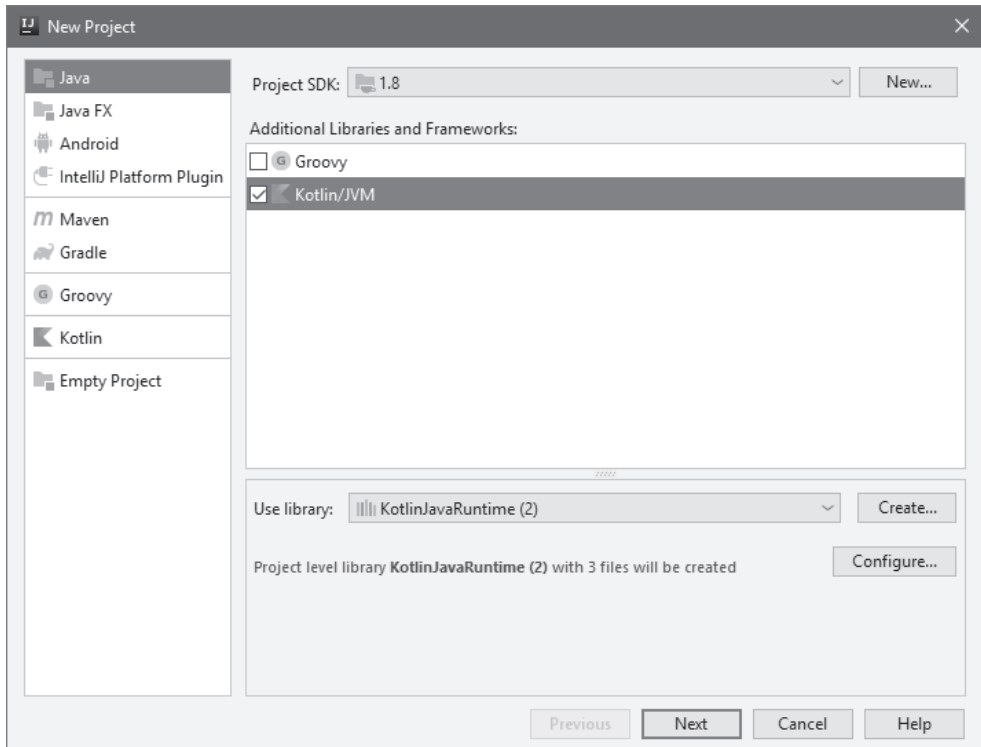 New Project
Java
Java FX
Android
IntelliJ Platform Plugin
Maven
Gradle
Groovy
Kotlin
Empty Project
Project SDK: 1.8 New...
Additional Libraries and Frameworks:
Groovy
Kotlin/JVM
Use library: KotlinJavaRuntime (2) Create...
Project level library KotlinJavaRuntime (2) with 3 files will be created Configure...
Previous Next Cancel Help